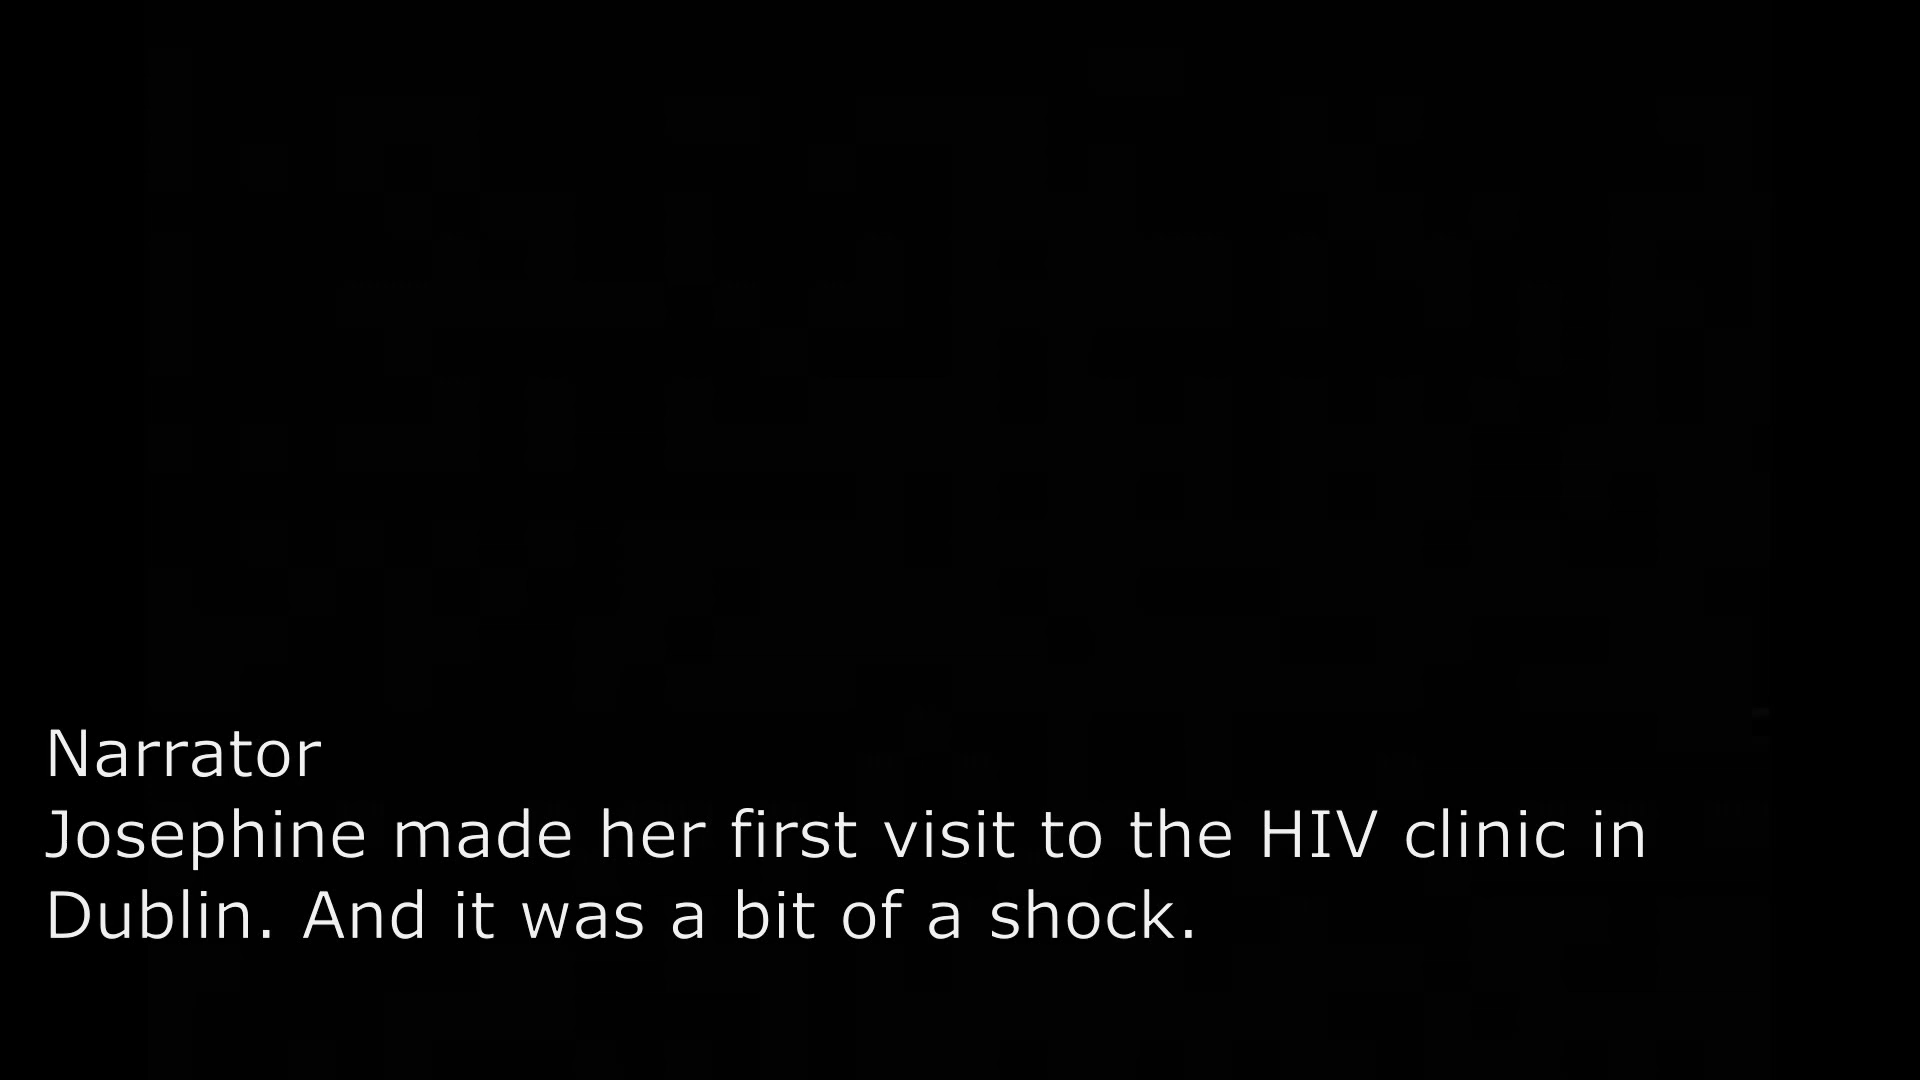 Narrator
Josephine made her first visit to the HIV clinic in
Dublin. And it was a bit of a shock.